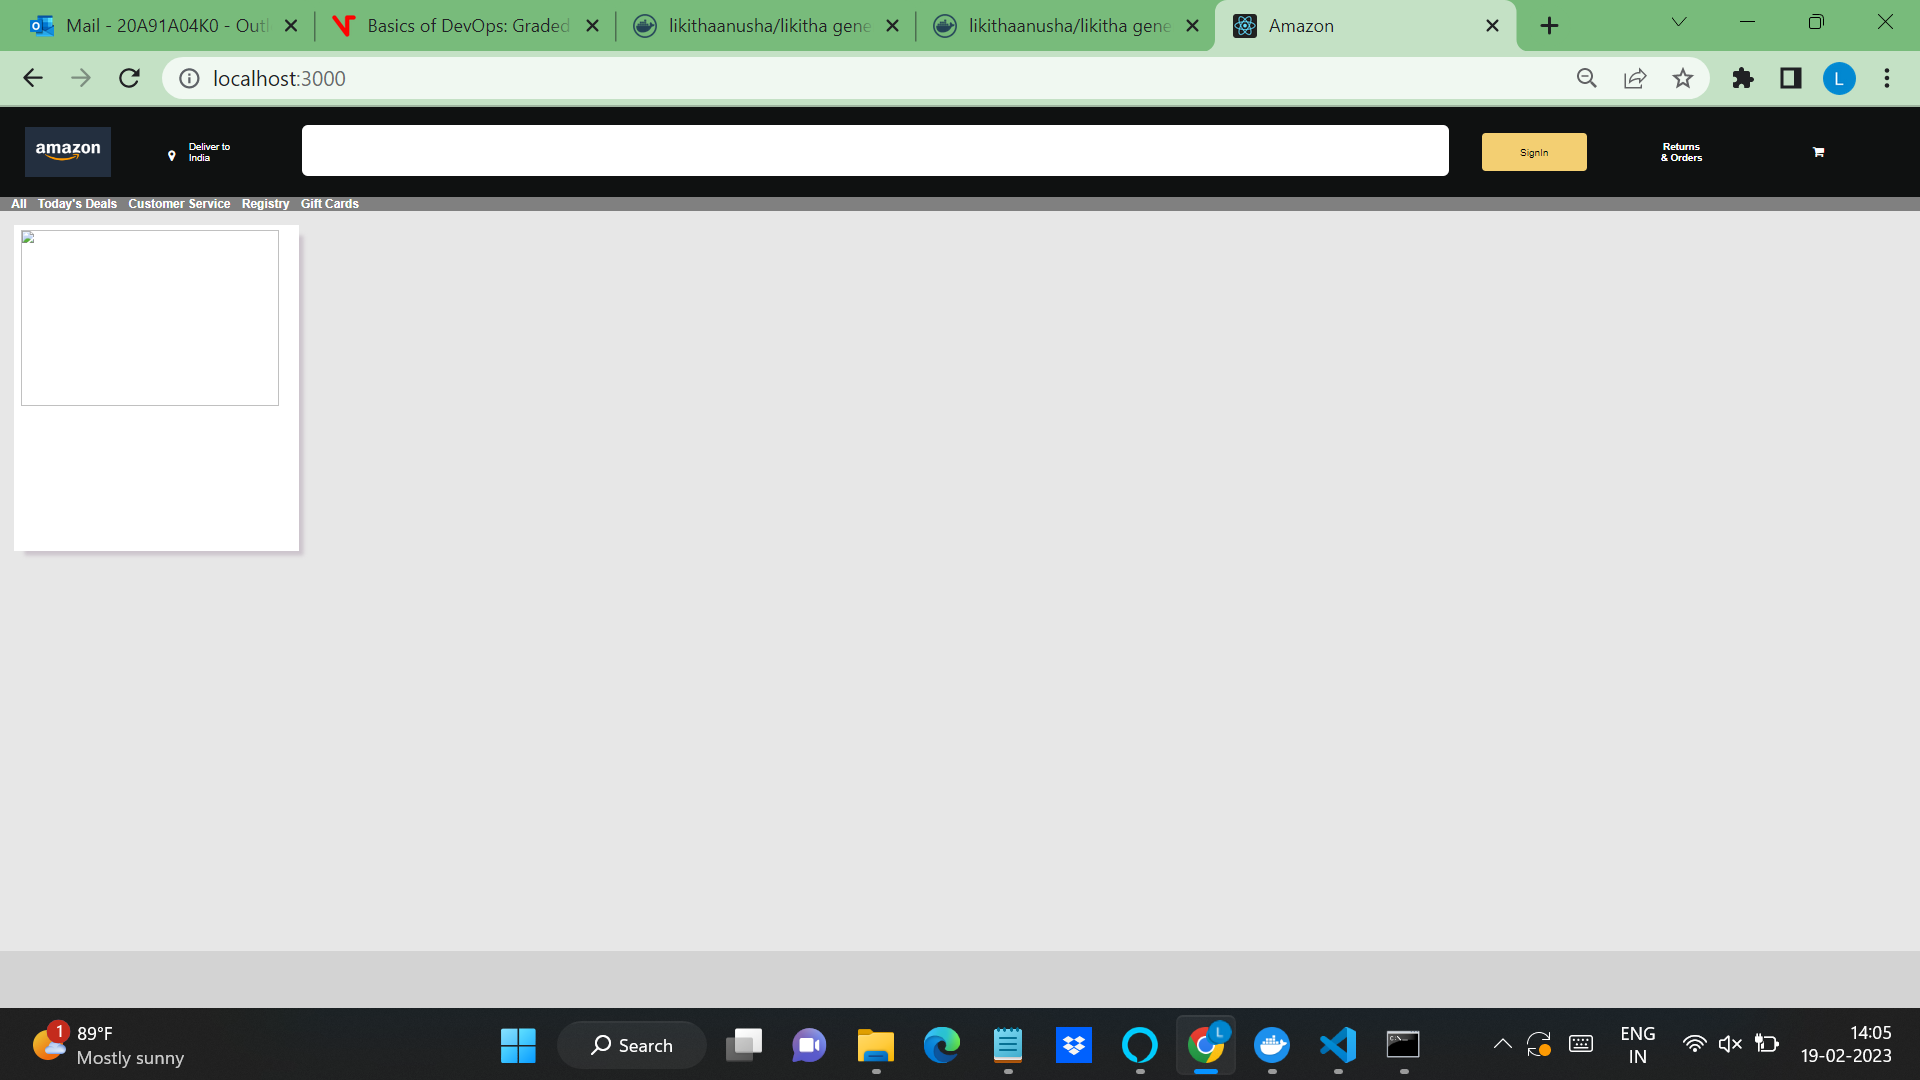 Mail - 20A91A04K0 - Outl
Basics of DevOps: Graded
likithaanusha/likitha gene
likithaanusha/likitha gene
Amazon
localhost:3000
L
amazon
Deliver to
India
SignIn
Returns
& Orders
All Today's Deals Customer Service Registry Gift Cards
1
89°F
Mostly sunny
Search
L
ENG
IN
14:05
19-02-2023